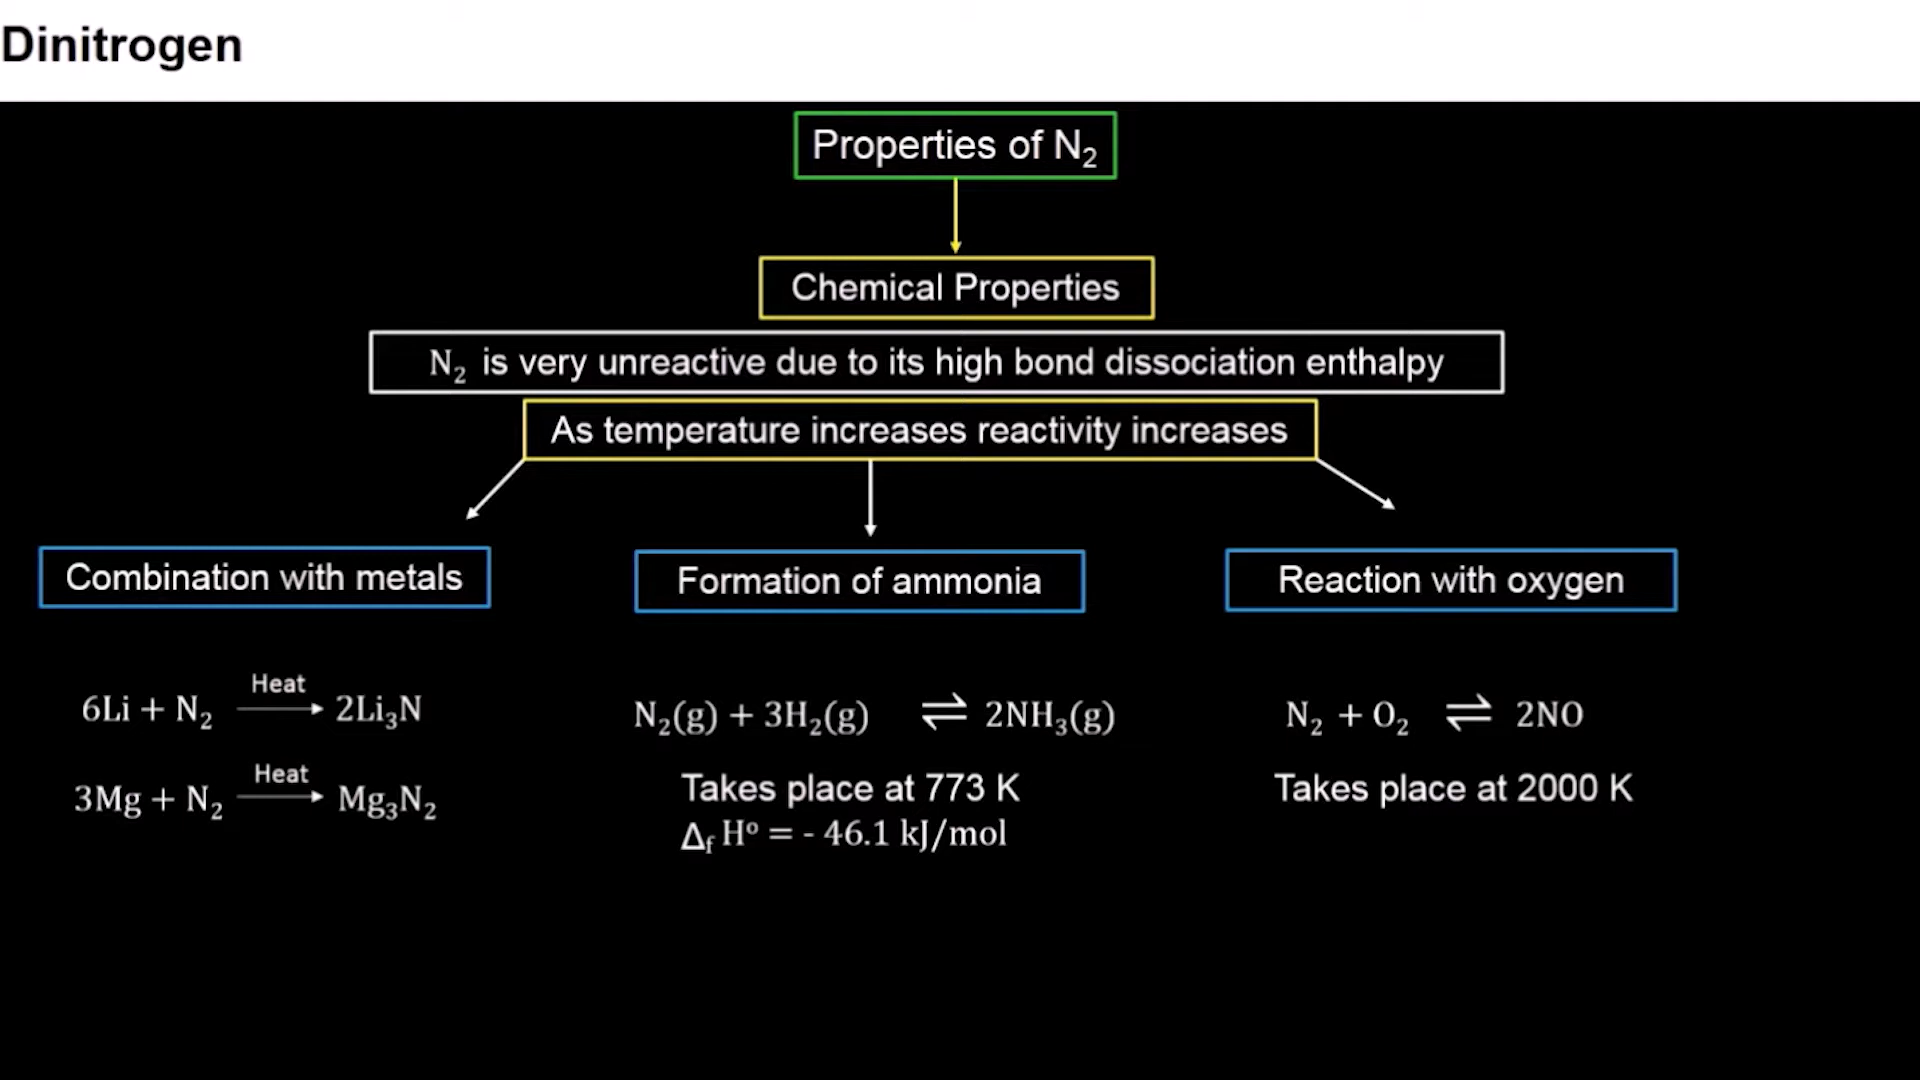 Dinitrogen
Properties of N₂
Chemical Properties
N₂ is very unreactive due to its high bond dissociation enthalpy
As temperature increases reactivity increases
Combination with metals
Formation of ammonia
Reaction with oxygen
6Li + N₂ Heat⟶ 2Li₃N
3Mg + N₂ Heat⟶ Mg₃N₂
N₂(g) + 3H₂(g) ⇌ 2NH₃(g)
Takes place at 773 K
Δf Hº = - 46.1 kJ/mol
N₂ + O₂ ⇌ 2NO
Takes place at 2000 K